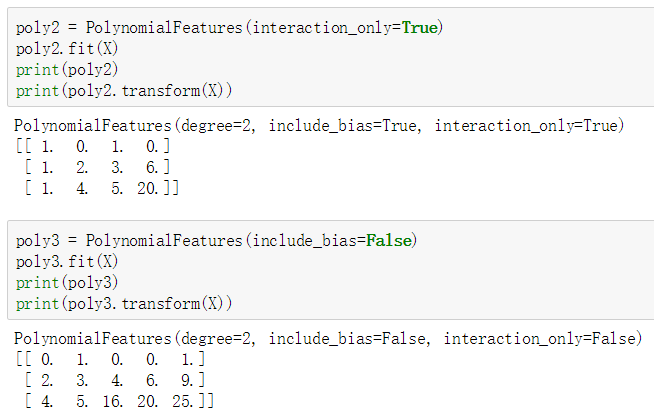 poly2 = PolynomialFeatures(interaction_only=True)
poly2.fit(X)
print(poly2)
print(poly2.transform(X))
PolynomialFeatures(degree=2, include_bias=True, interaction_only=True)
[[ 1.  0.  1.  0.]
 [ 1.  2.  3.  6.]
 [ 1.  4.  5. 20.]]
poly3 = PolynomialFeatures(include_bias=False)
poly3.fit(X)
print(poly3)
print(poly3.transform(X))
PolynomialFeatures(degree=2, include_bias=False, interaction_only=False)
[[ 0.  1.  0.  0.  1.]
 [ 2.  3.  4.  6.  9.]
 [ 4.  5. 16. 20. 25.]]